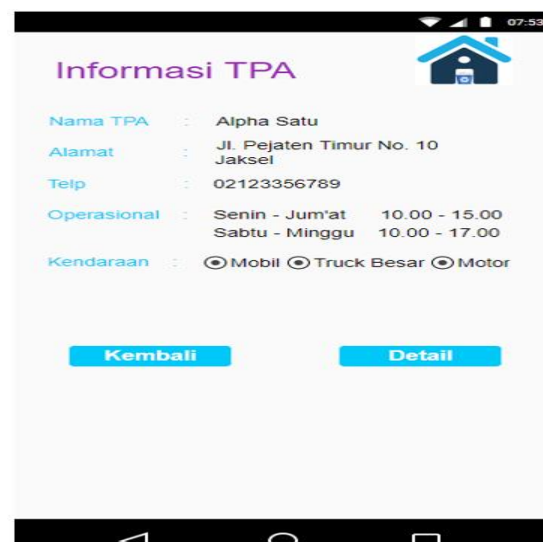 07:53
Informasi TPA
Nama TPA : Alpha Satu
Alamat : Jl. Pejaten Timur No. 10
Jaksel
Telp : 02123356789
Operasional : Senin - Jum'at 10.00 - 15.00
Sabtu - Minggu 10.00 - 17.00
Kendaraan : Mobil Truck Besar Motor
Kembali Detail